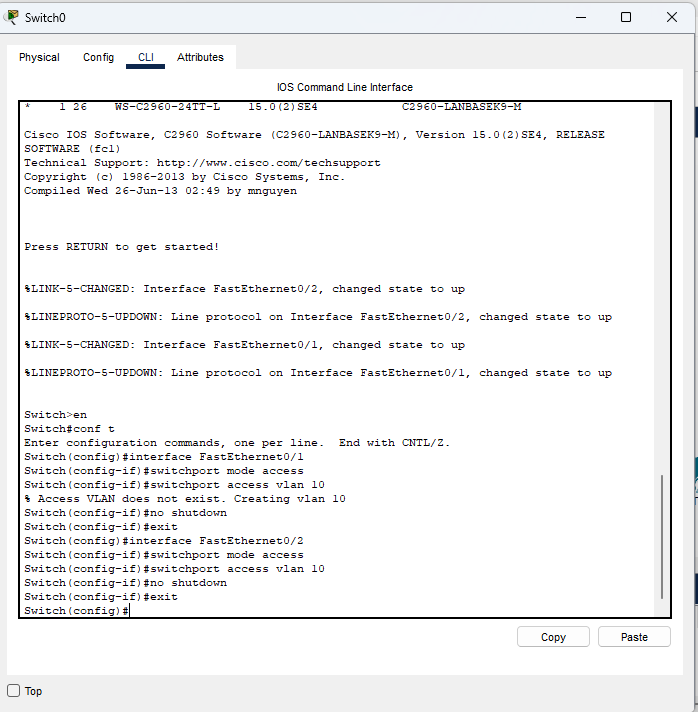 Switch0
Physical Config CLI Attributes
IOS Command Line Interface
* 1 26 WS-C2960-24TT-L 15.0(2)SE4 C2960-LANBASEK9-M
Cisco IOS Software, C2960 Software (C2960-LANBASEK9-M), Version 15.0(2)SE4, RELEASE
SOFTWARE (fc1)
Technical Support: http://www.cisco.com/techsupport
Copyright (c) 1986-2013 by Cisco Systems, Inc.
Compiled Wed 26-Jun-13 02:49 by mnguyen
Press RETURN to get started!
%LINK-5-CHANGED: Interface FastEthernet0/2, changed state to up
%LINEPROTO-5-UPDOWN: Line protocol on Interface FastEthernet0/2, changed state to up
%LINK-5-CHANGED: Interface FastEthernet0/1, changed state to up
%LINEPROTO-5-UPDOWN: Line protocol on Interface FastEthernet0/1, changed state to up
Switch>en
Switch#conf t
Enter configuration commands, one per line. End with CNTL/Z.
Switch(config)#interface FastEthernet0/1
Switch(config-if)#switchport mode access
Switch(config-if)#switchport access vlan 10
% Access VLAN does not exist. Creating vlan 10
Switch(config-if)#no shutdown
Switch(config-if)#exit
Switch(config)#interface FastEthernet0/2
Switch(config-if)#switchport mode access
Switch(config-if)#switchport access vlan 10
Switch(config-if)#no shutdown
Switch(config-if)#exit
Switch(config)#
Copy Paste
Top